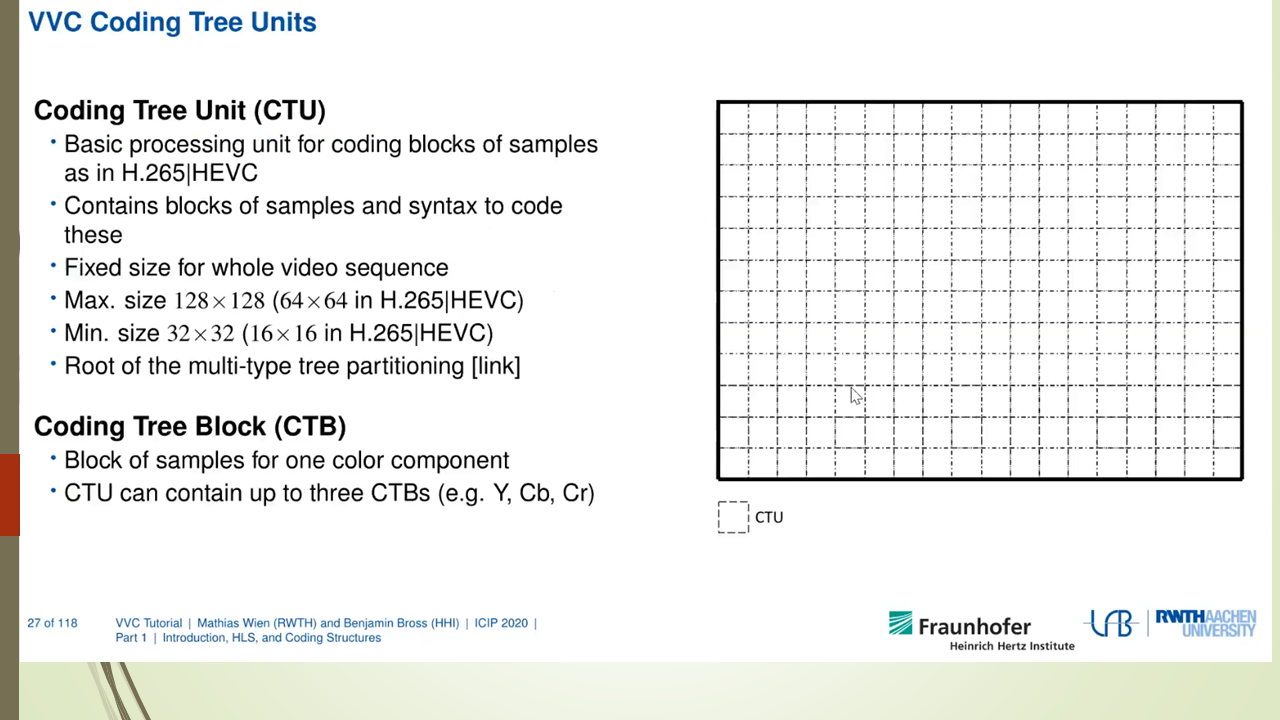 VVC Coding Tree Units
Coding Tree Unit (CTU)
• Basic processing unit for coding blocks of samples
as in H.265|HEVC
• Contains blocks of samples and syntax to code
these
• Fixed size for whole video sequence
• Max. size 128×128 (64×64 in H.265|HEVC)
• Min. size 32×32 (16×16 in H.265|HEVC)
• Root of the multi-type tree partitioning [link]
Coding Tree Block (CTB)
• Block of samples for one color component
• CTU can contain up to three CTBs (e.g. Y, Cb, Cr)
CTU
27 of 118
VVC Tutorial | Mathias Wien (RWTH) and Benjamin Bross (HHI) | ICIP 2020 |
Part 1 | Introduction, HLS, and Coding Structures
Fraunhofer
Heinrich Hertz Institute
LFB
RWTHAACHEN
UNIVERSITY